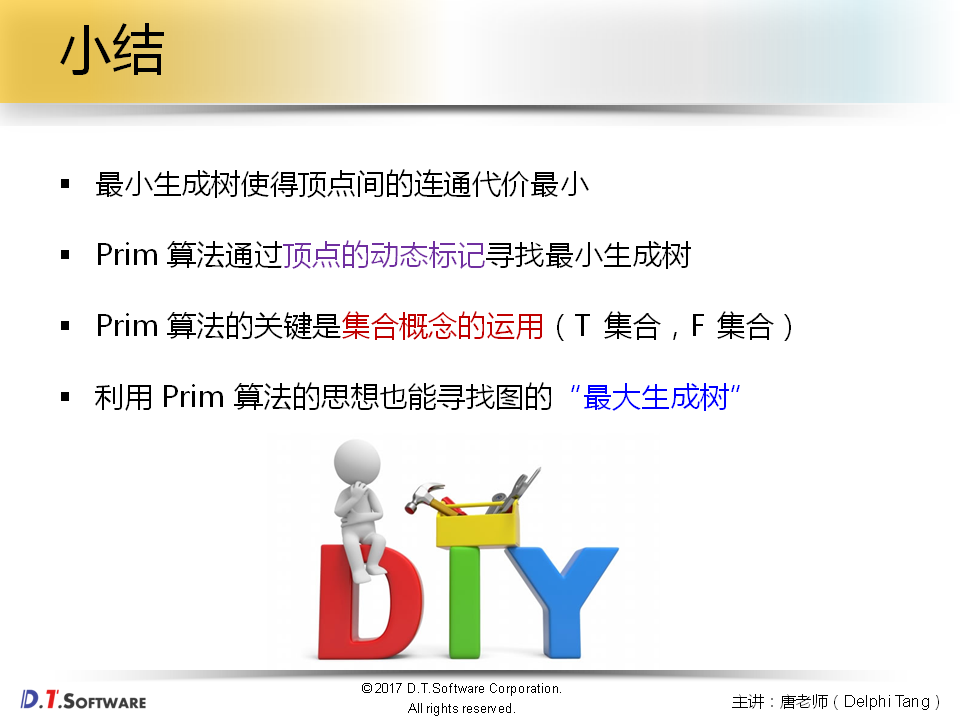 小结
▪ 最小生成树使得顶点间的连通代价最小
▪ Prim 算法通过顶点的动态标记寻找最小生成树
▪ Prim 算法的关键是集合概念的运用（T 集合，F 集合）
▪ 利用 Prim 算法的思想也能寻找图的“最大生成树”
DIY
D.T.SOFTWARE
©2017 D.T.Software Corporation.
All rights reserved.
主讲：唐老师（Delphi Tang）